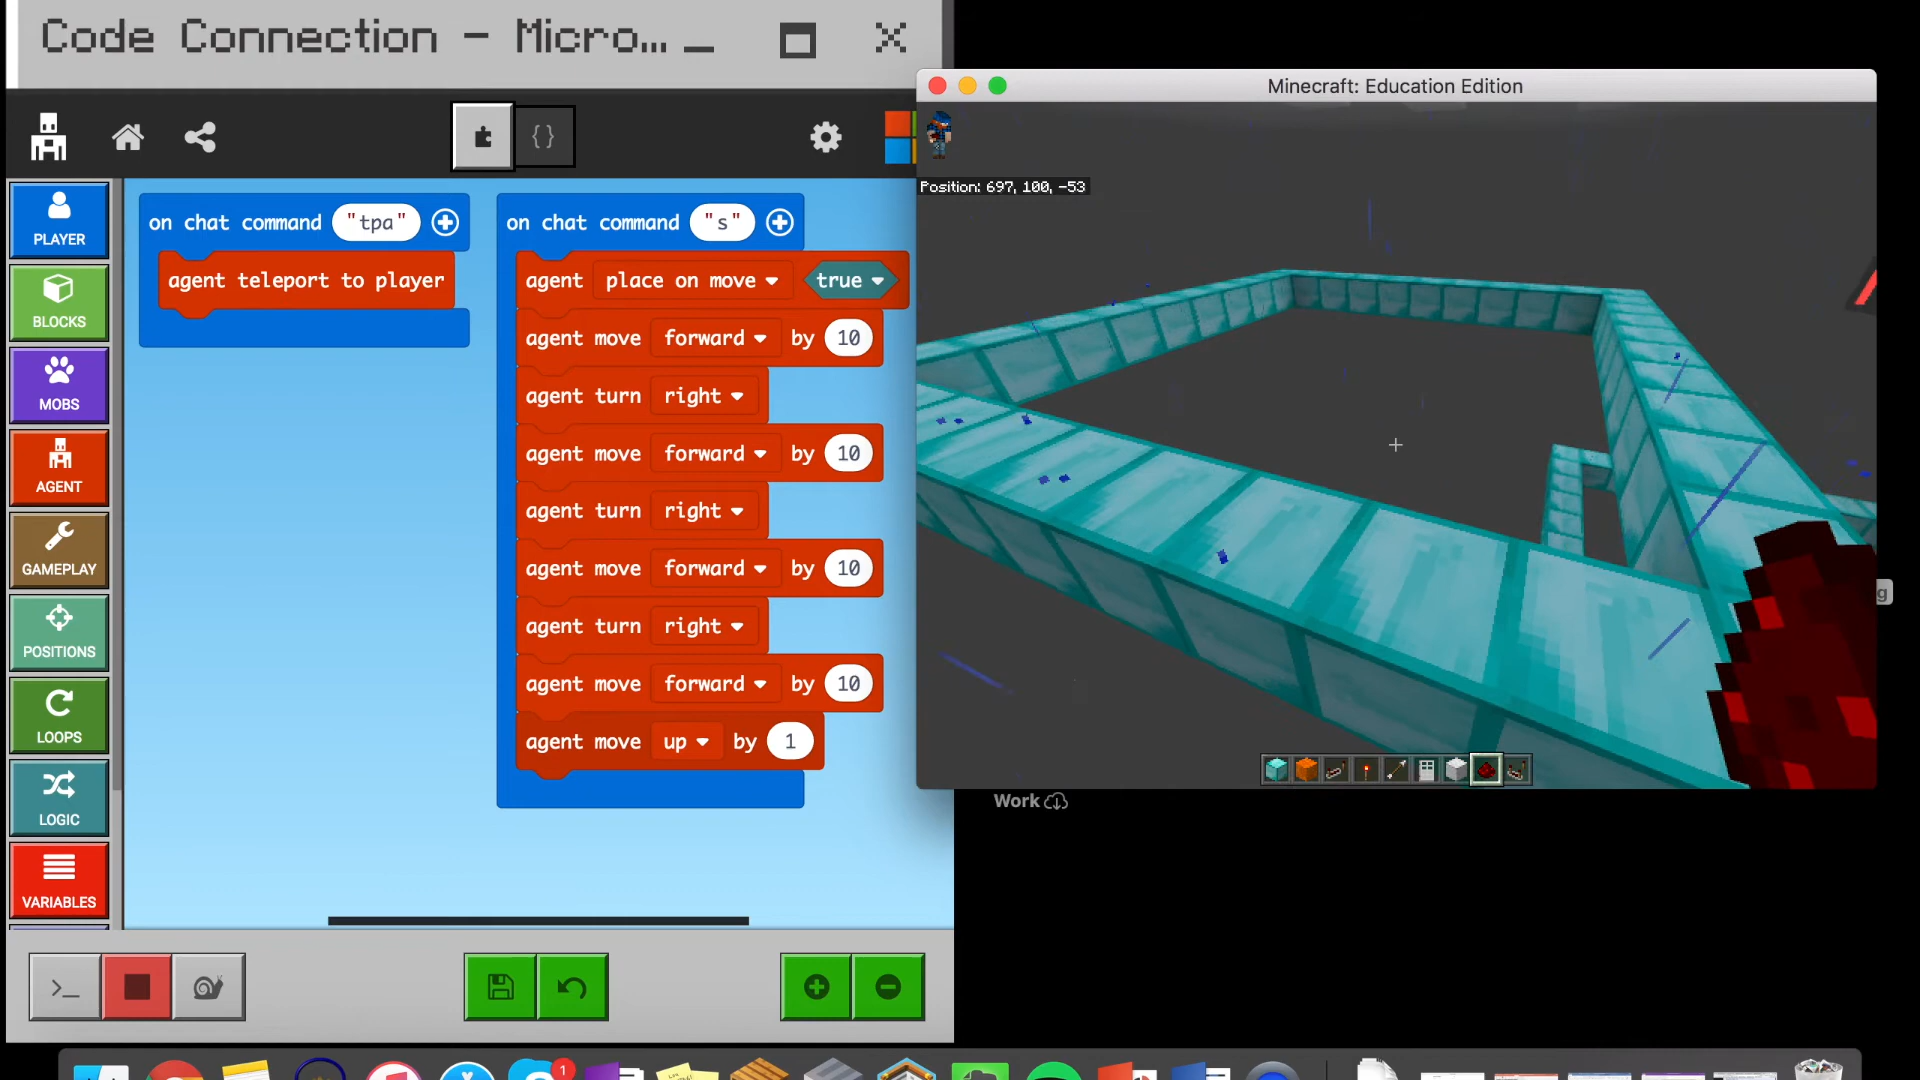 Code Connection - Micro...
Minecraft: Education Edition
Position: 697, 100, -53
PLAYER
BLOCKS
MOBS
AGENT
GAMEPLAY
POSITIONS
LOOPS
LOGIC
VARIABLES
on chat command "tpa"
agent teleport to player
on chat command "s"
agent place on move true
agent move forward by 10
agent turn right
agent move forward by 10
agent turn right
agent move forward by 10
agent turn right
agent move forward by 10
agent move up by 1
g
Work
1